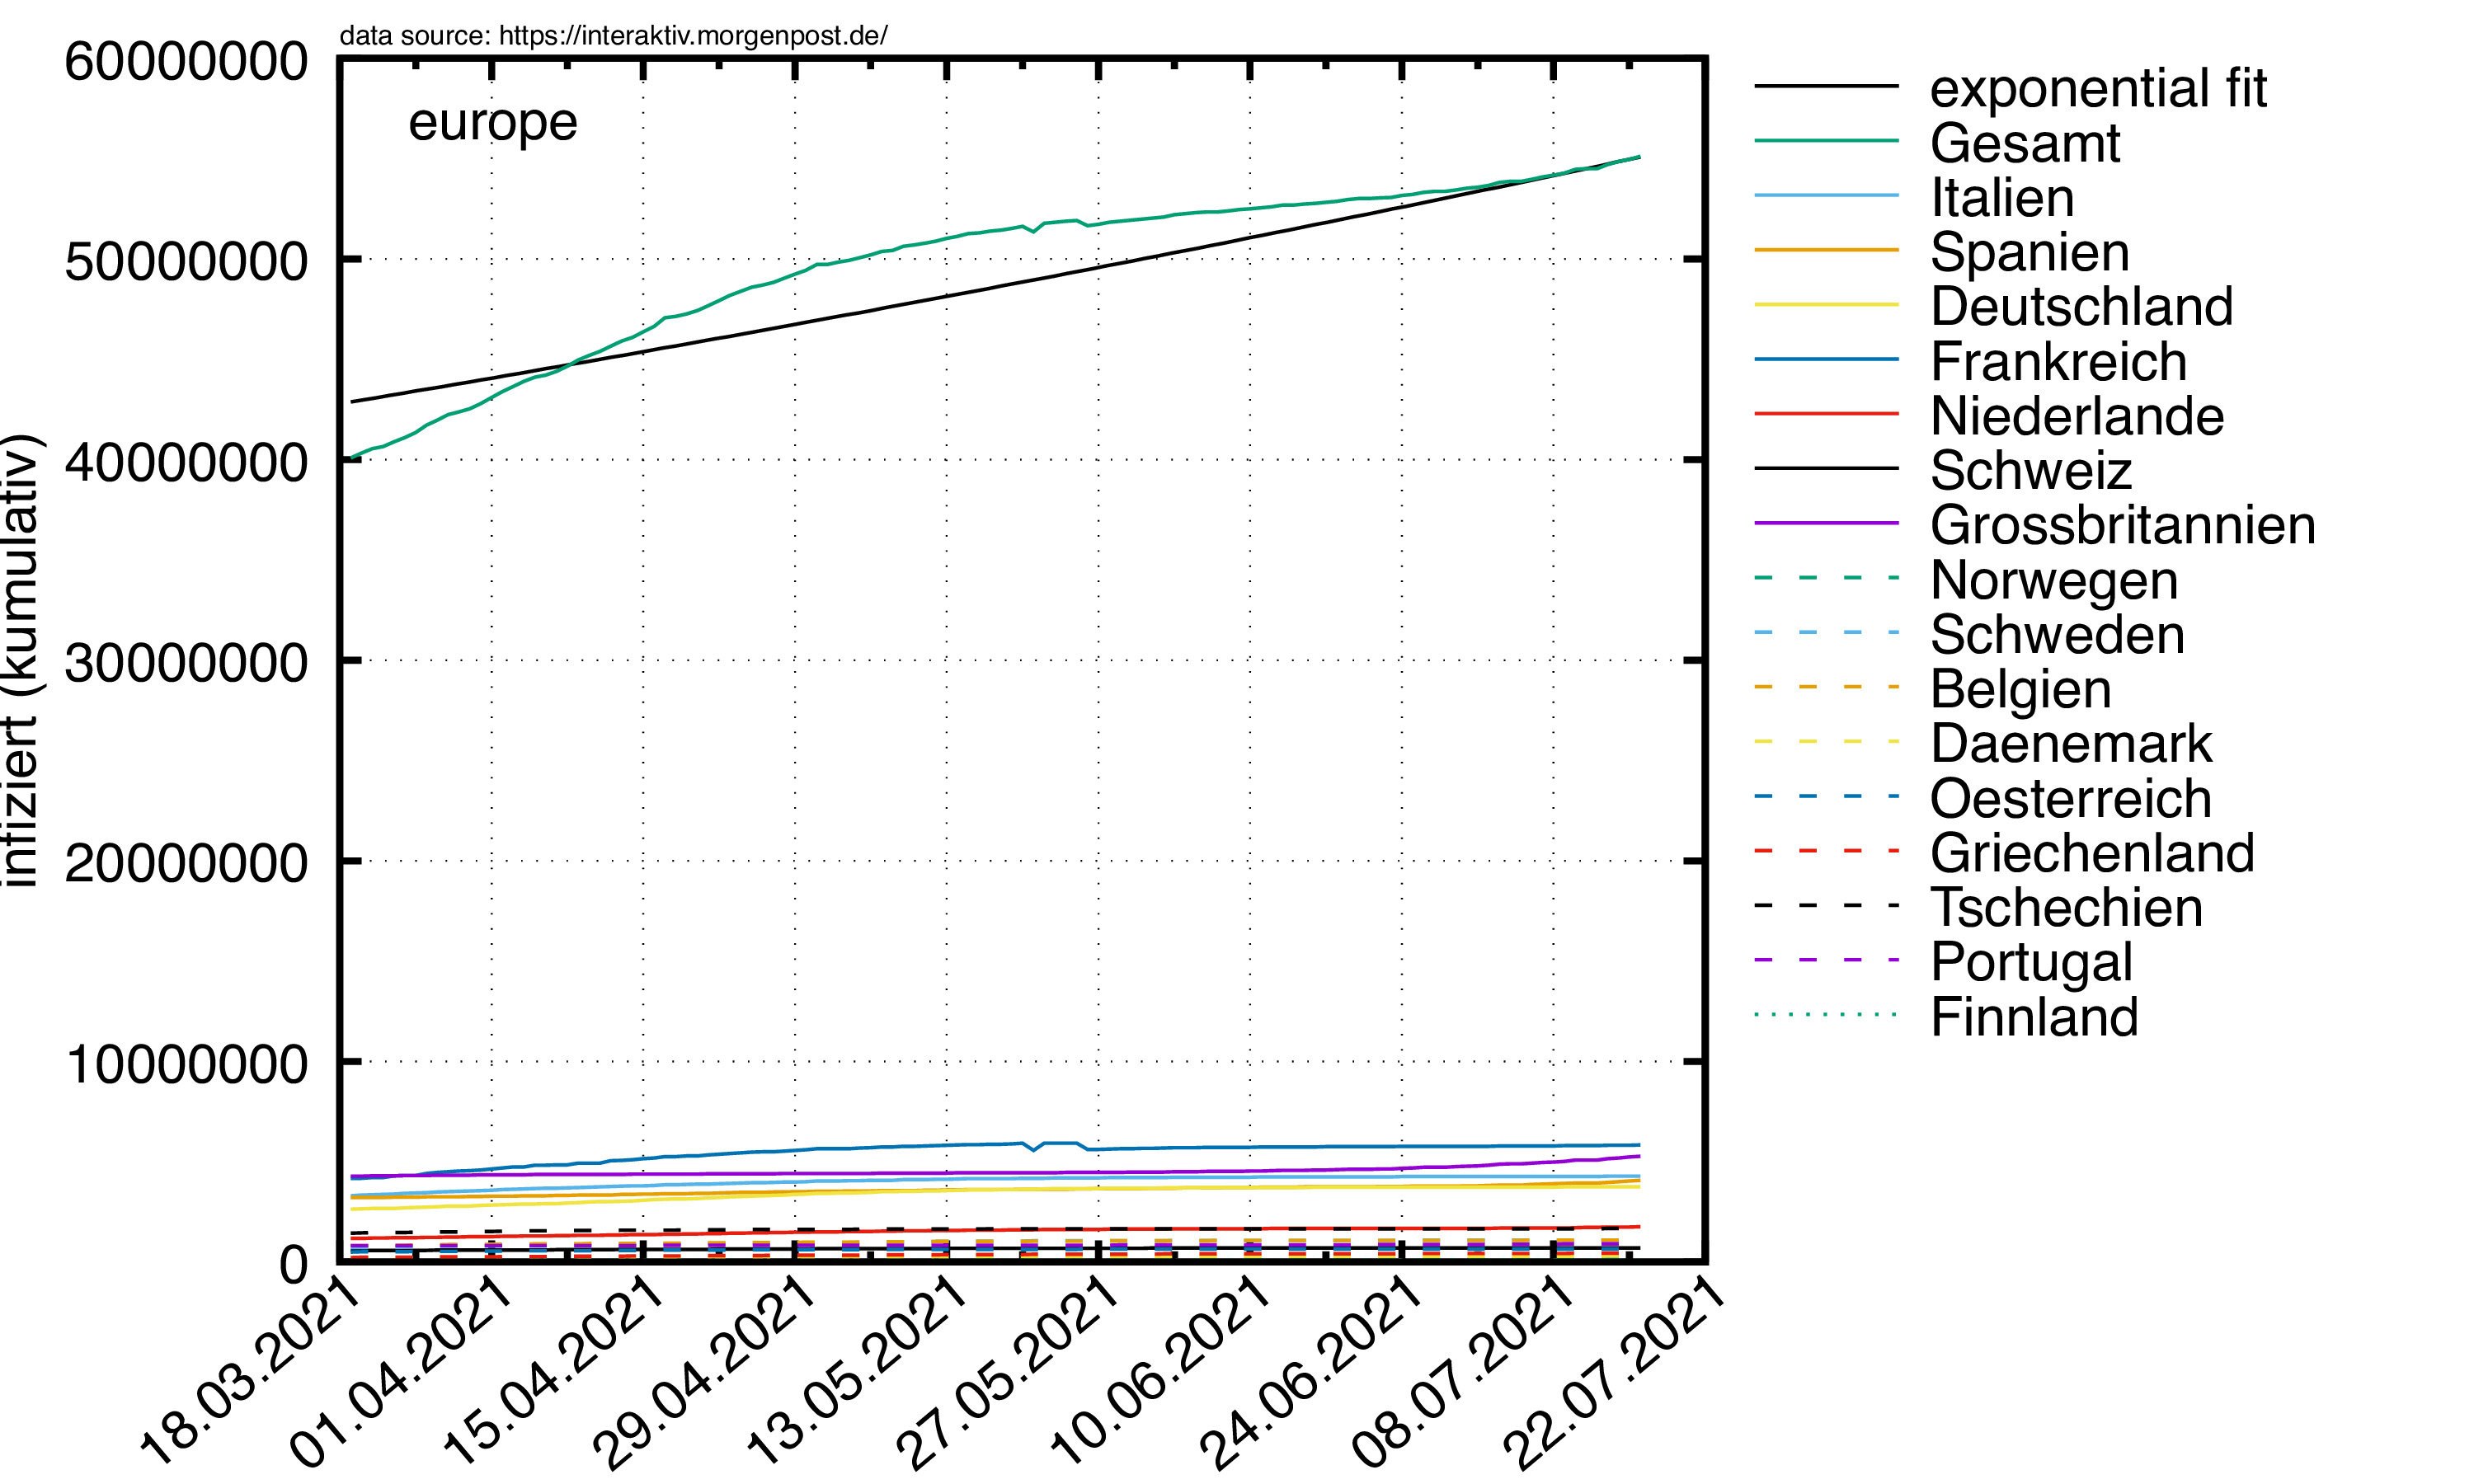 data source: https://interaktiv.morgenpost.de/
europe
infiziert (kumulativ)
60000000
50000000
40000000
30000000
20000000
10000000
0
18.03.2021
01.04.2021
15.04.2021
29.04.2021
13.05.2021
27.05.2021
10.06.2021
24.06.2021
08.07.2021
22.07.2021
exponential fit
Gesamt
Italien
Spanien
Deutschland
Frankreich
Niederlande
Schweiz
Grossbritannien
Norwegen
Schweden
Belgien
Daenemark
Oesterreich
Griechenland
Tschechien
Portugal
Finnland